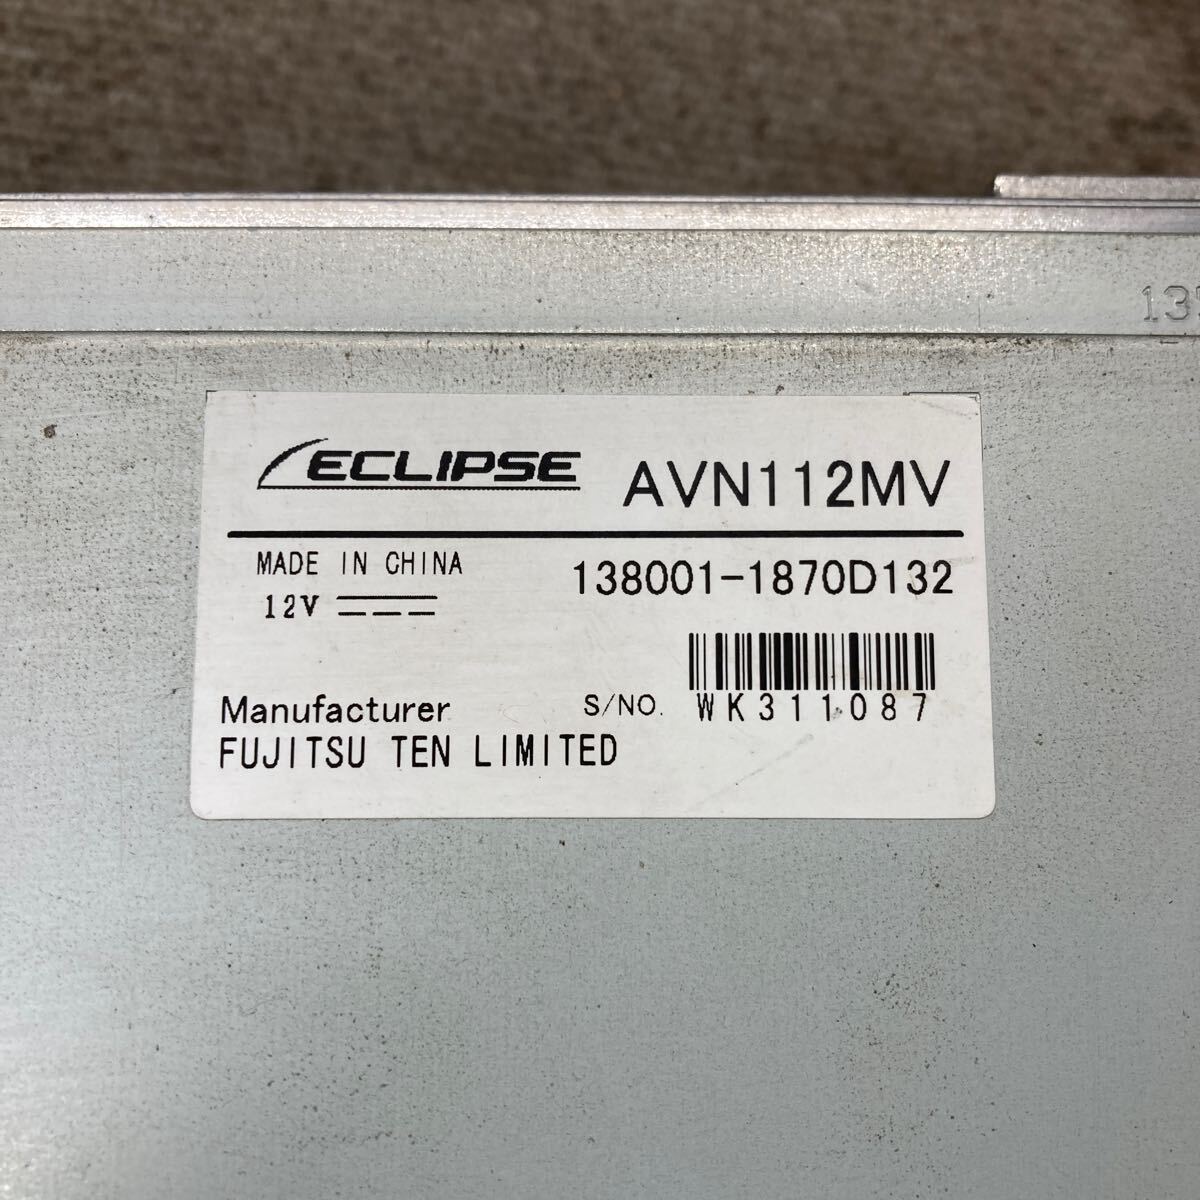 ECLIPSE AVN112MV
MADE IN CHINA 138001-1870D132
12V
S/NO. WK311087
Manufacturer
FUJITSU TEN LIMITED